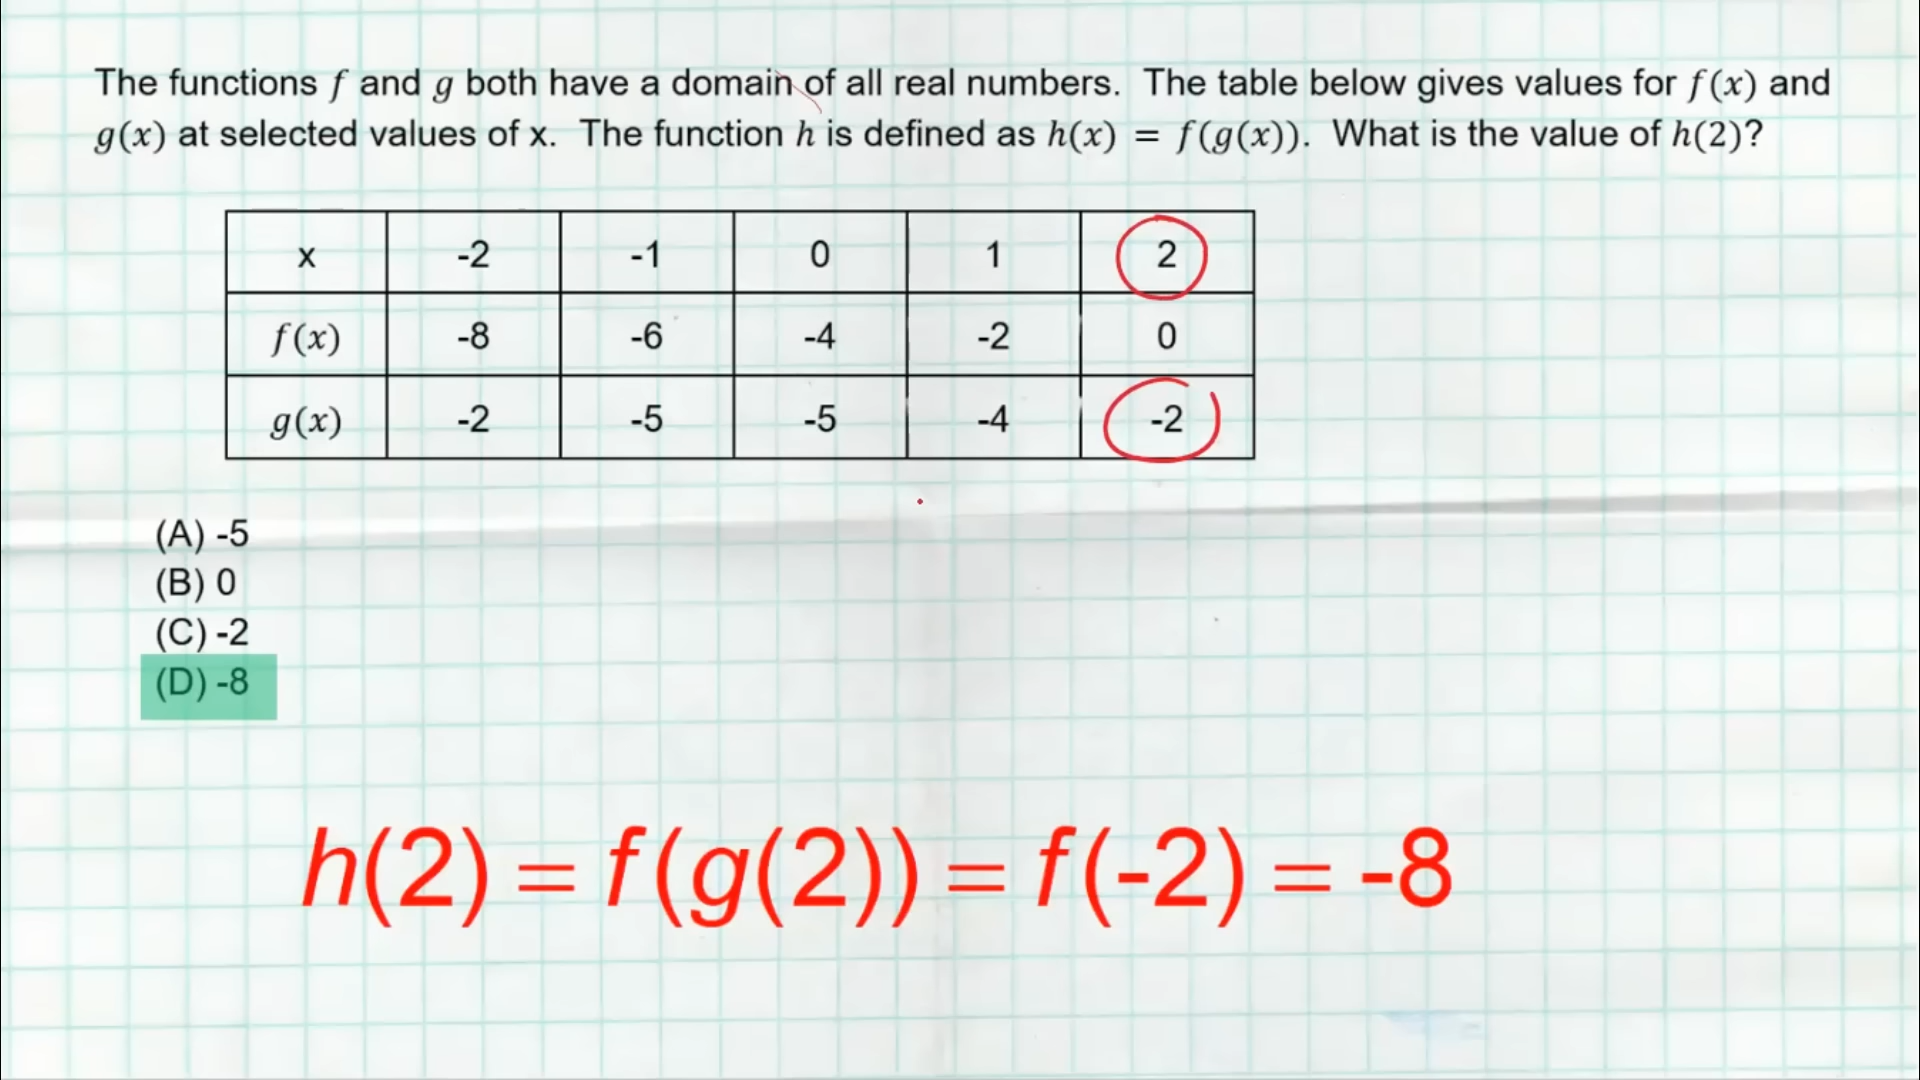 The functions f and g both have a domain of all real numbers. The table below gives values for f(x) and
g(x) at selected values of x. The function h is defined as h(x) = f(g(x)). What is the value of h(2)?
x -2 -1 0 1 2
f(x) -8 -6 -4 -2 0
g(x) -2 -5 -5 -4 -2
(A) -5
(B) 0
(C) -2
(D) -8
h(2) = f(g(2)) = f(-2) = -8